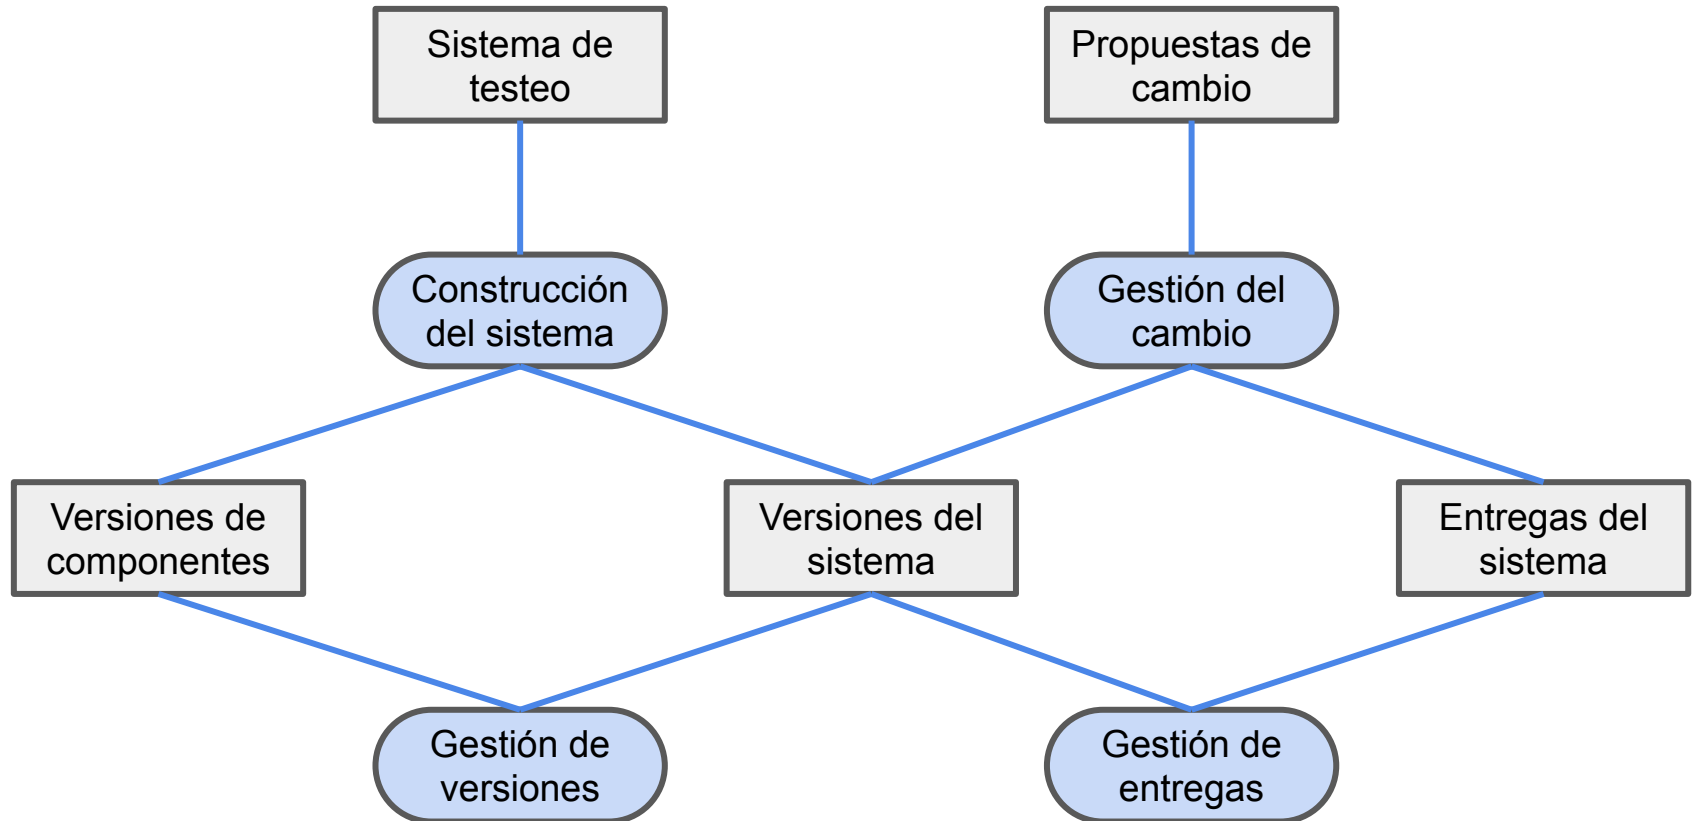 Sistema de
testeo
Propuestas de
cambio
Construcción
del sistema
Gestión del
cambio
Versiones de
componentes
Versiones del
sistema
Entregas del
sistema
Gestión de
versiones
Gestión de
entregas